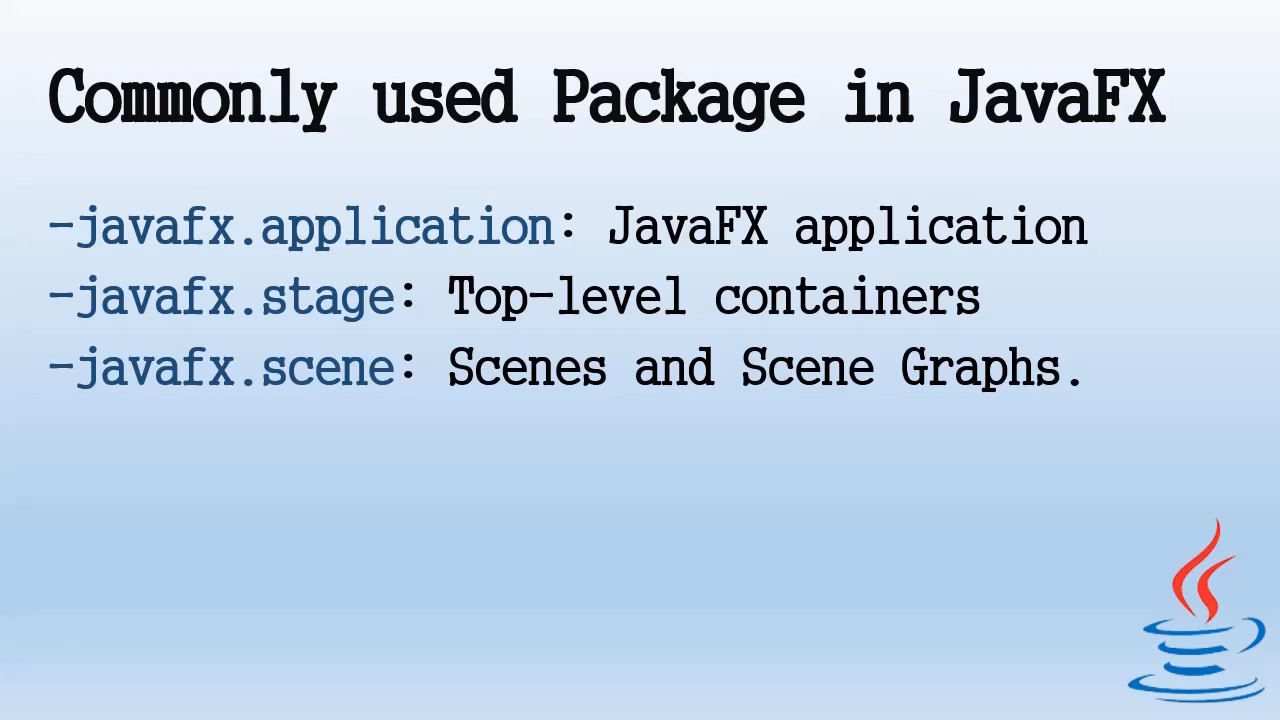 Commonly used Package in JavaFX
-javafx.application: JavaFX application
-javafx.stage: Top-level containers
-javafx.scene: Scenes and Scene Graphs.